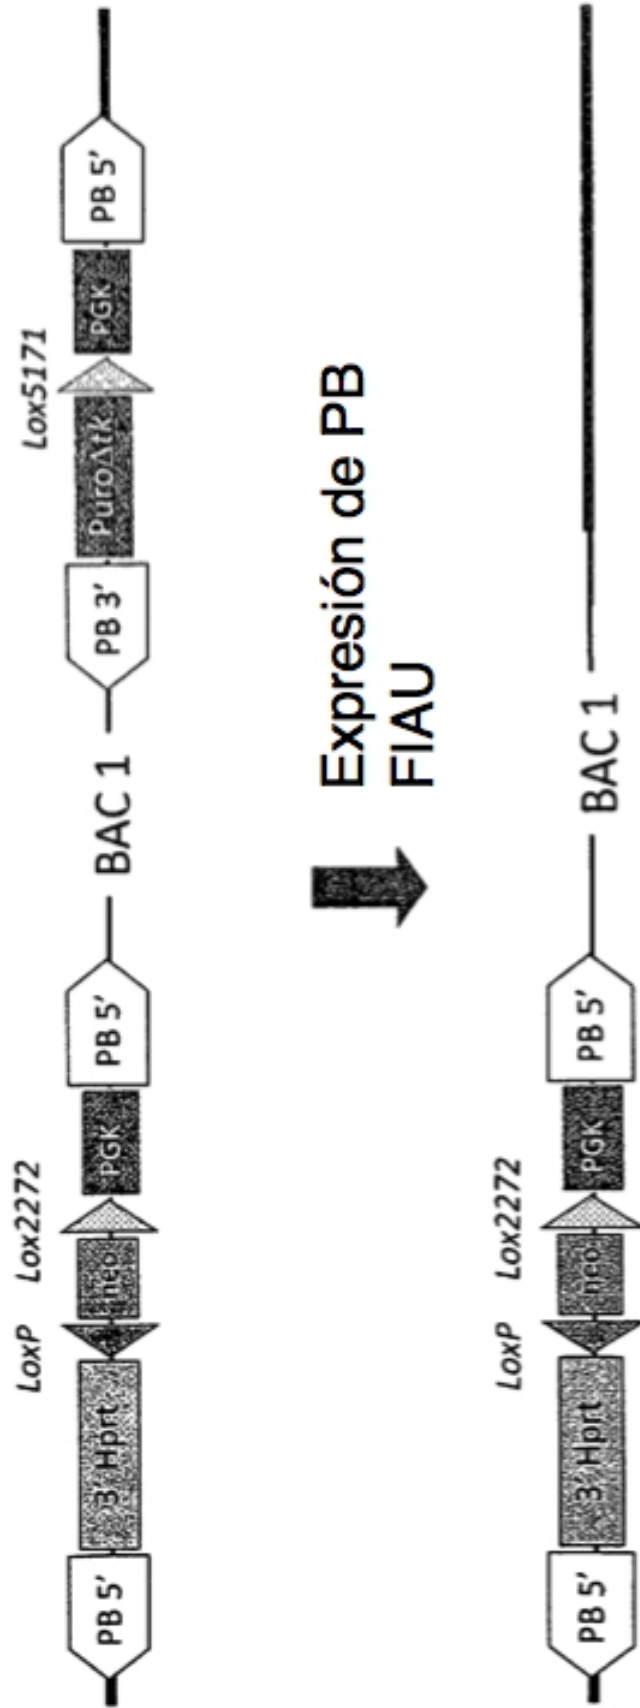 LoxP Lox2272 Lox5171
PB 5' 3' Hprt neo PGK PB 5' BAC 1 PB 3' PuroΔtk PGK PB 5'
Expresión de PB
FIAU
LoxP Lox2272
PB 5' 3' Hprt neo PGK PB 5' BAC 1